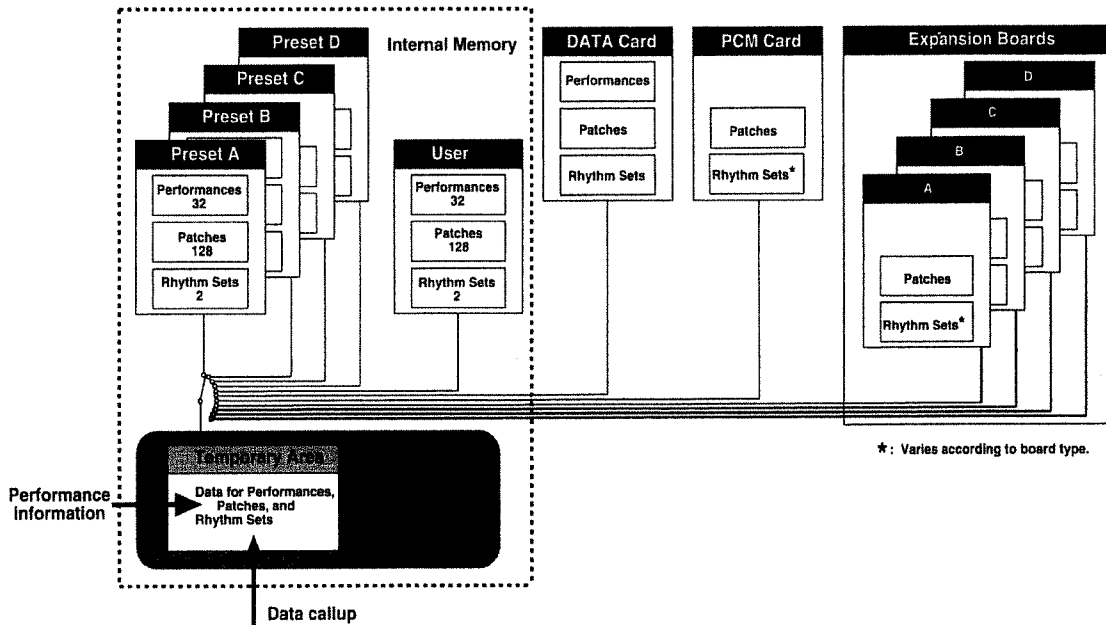 Preset D
Internal Memory
Preset C
Preset B
Preset A
Performances
32
Patches
128
Rhythm Sets
2
User
Performances
32
Patches
128
Rhythm Sets
2
DATA Card
Performances
Patches
Rhythm Sets
PCM Card
Patches
Rhythm Sets*
Expansion Boards
D
C
B
A
Patches
Rhythm Sets*
*: Varies according to board type.
Temporary Area
Data for Performances,
Patches, and
Rhythm Sets
Performance
information
Data callup